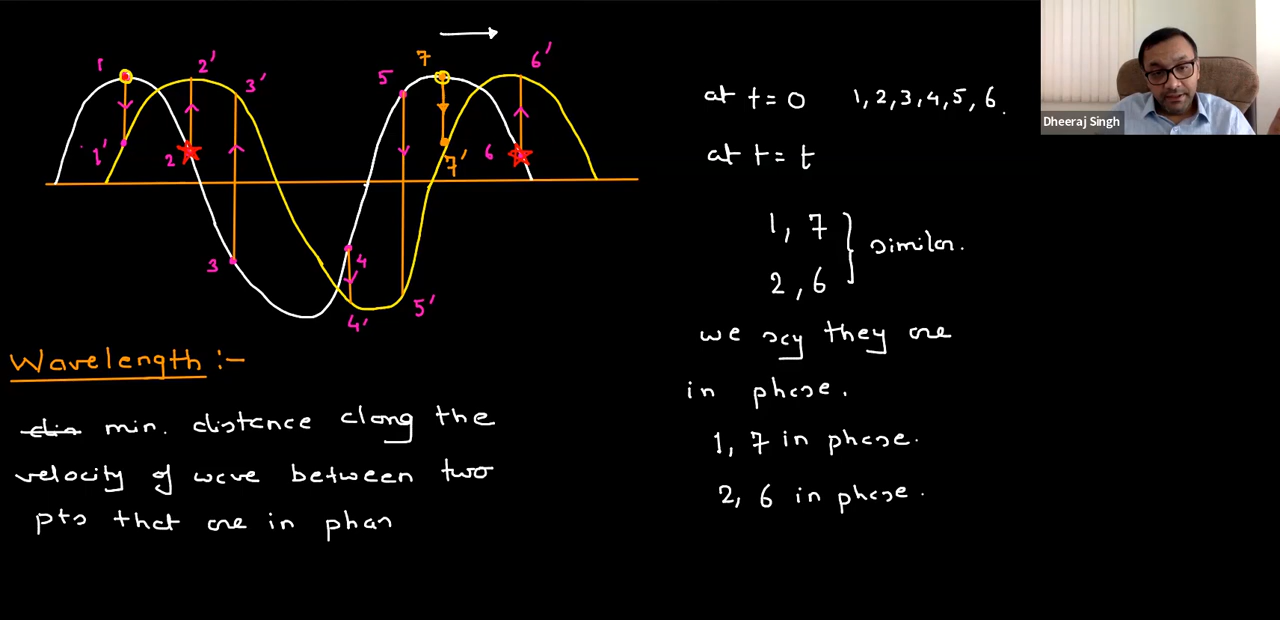 1
1'
2
2'
3'
3
4
4'
5
5'
7
7'
6
6'
Wavelength :-
min. distance along the
velocity of wave between two
pts that are in phas
at t = 0 1, 2, 3, 4, 5, 6.
at t = t
1, 7
2, 6
similar.
we say they are
in phase.
1, 7 in phase.
2, 6 in phase.
Dheeraj Singh